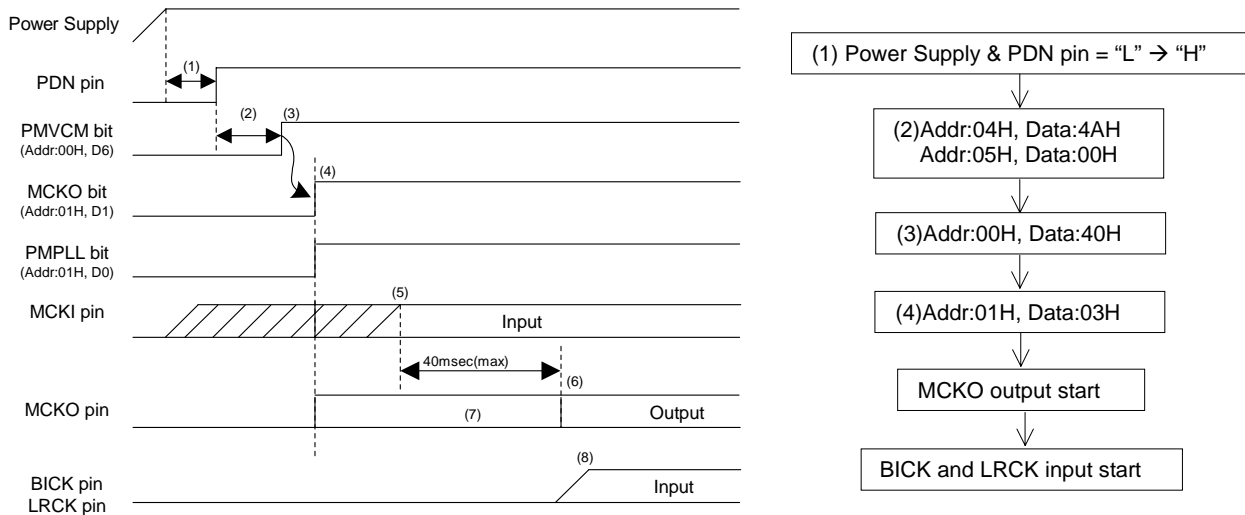 Power Supply
(1)
PDN pin
(2)
(3)
PMVCM bit
(Addr:00H, D6)
(4)
MCKO bit
(Addr:01H, D1)
PMPLL bit
(Addr:01H, D0)
(5)
MCKI pin
Input
40msec(max)
(6)
MCKO pin
(7)
Output
(8)
BICK pin
LRCK pin
Input
(1) Power Supply & PDN pin = “L” → “H”
(2)Addr:04H, Data:4AH
Addr:05H, Data:00H
(3)Addr:00H, Data:40H
(4)Addr:01H, Data:03H
MCKO output start
BICK and LRCK input start